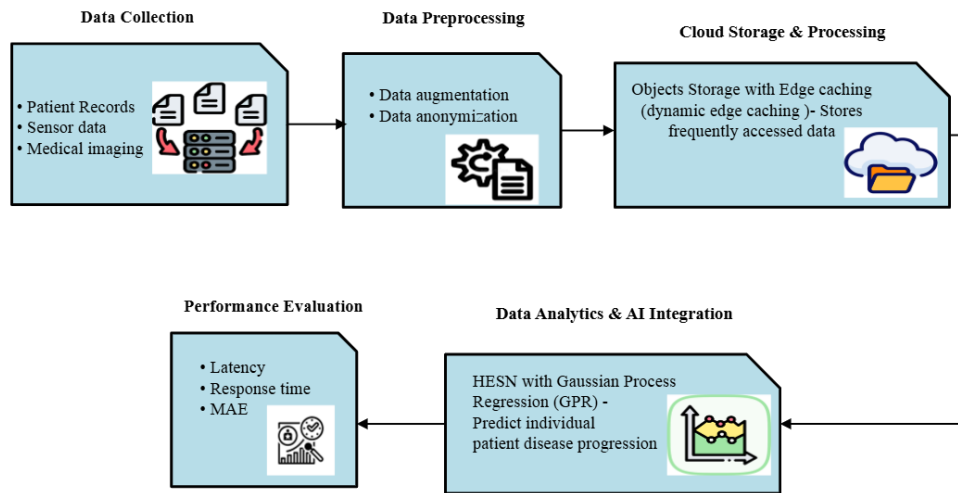 Data Collection
• Patient Records
• Sensor data
• Medical imaging
Data Preprocessing
• Data augmentation
• Data anonymization
Cloud Storage & Processing
Objects Storage with Edge caching
(dynamic edge caching )- Stores
frequently accessed data
Data Analytics & AI Integration
HESN with Gaussian Process
Regression (GPR) -
Predict individual
patient disease progression
Performance Evaluation
• Latency
• Response time
• MAE